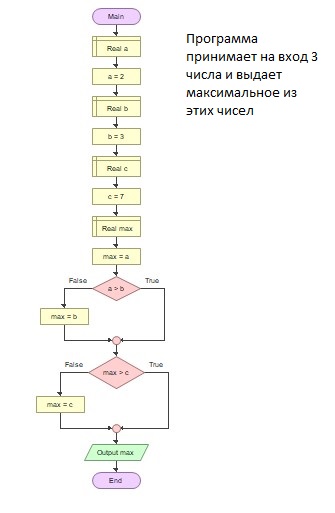 Main
Real a
a = 2
Real b
b = 3
Real c
c = 7
Real max
max = a
False
True
a > b
max = b
False
True
max > c
max = c
Output max
End
Программа
принимает на вход 3
числа и выдает
максимальное из
этих чисел